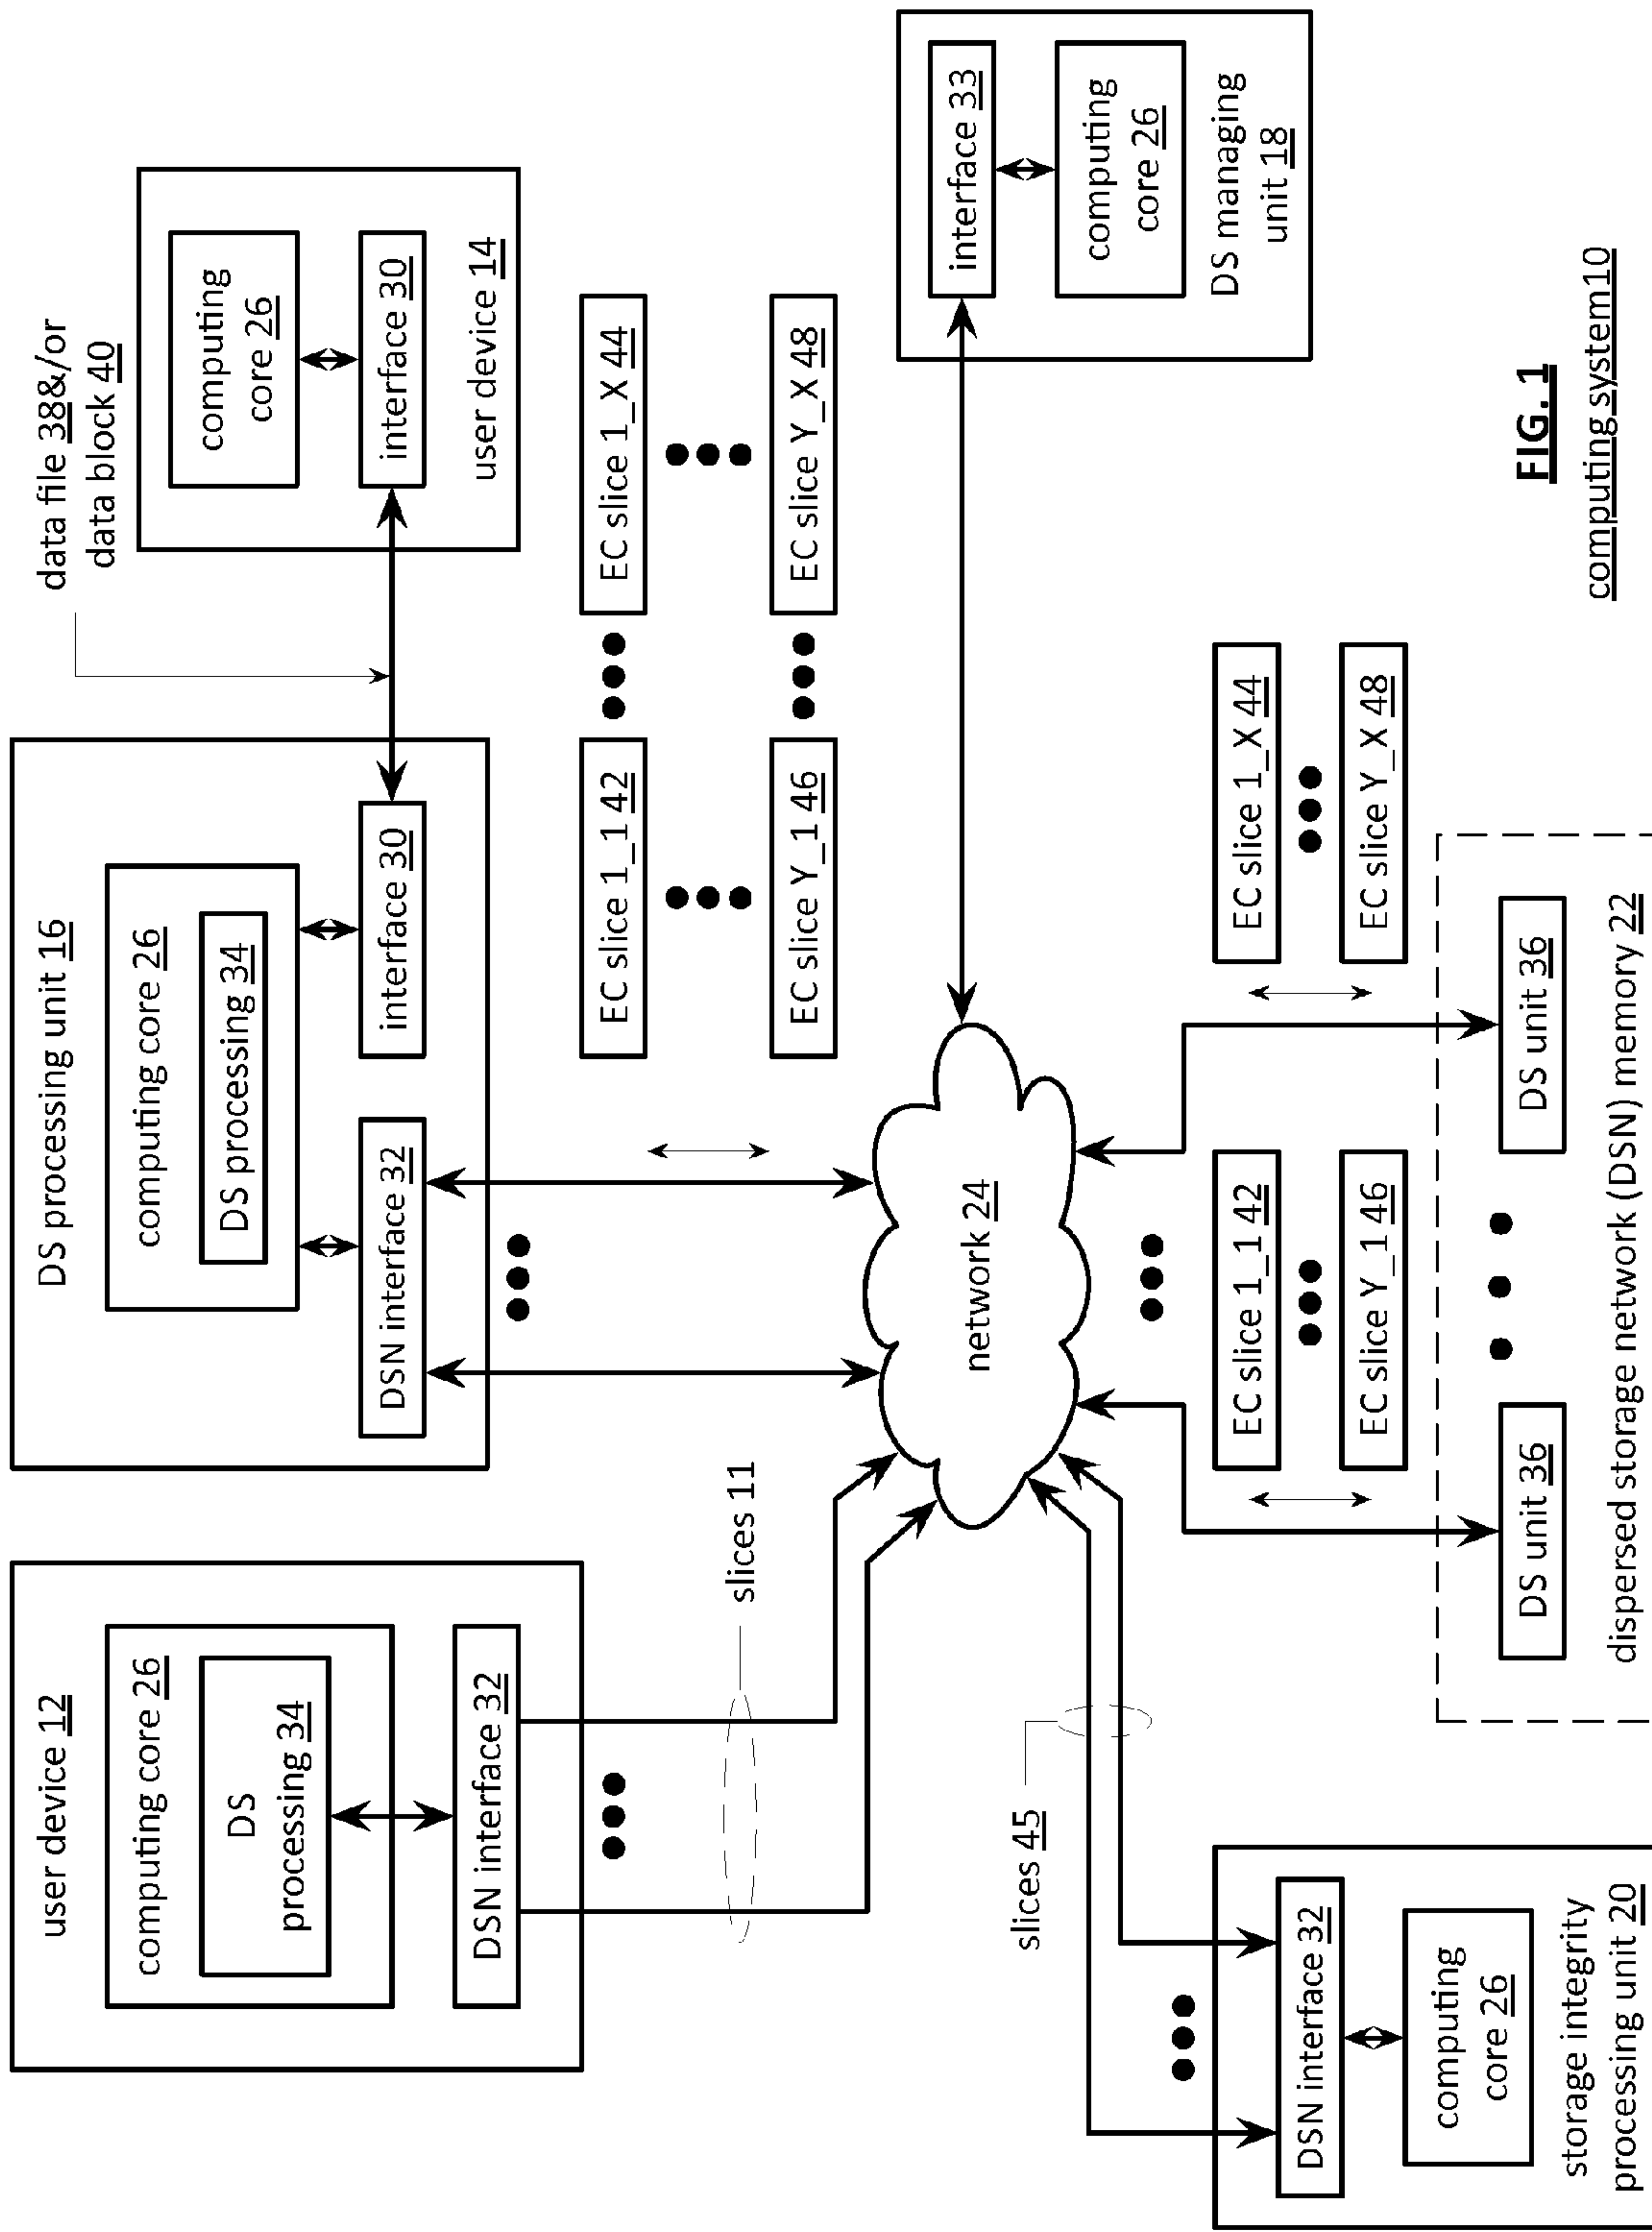 user device 12
computing core 26
DS
processing 34
DSN interface 32
slices 11
DS processing unit 16
computing core 26
DS processing 34
DSN interface 32
interface 30
data file 38&/or
data block 40
computing
core 26
interface 30
user device 14
EC slice 1_1 42
EC slice 1_X 44
EC slice Y_1 46
EC slice Y_X 48
network 24
interface 33
computing
core 26
DS managing
unit 18
slices 45
DSN interface 32
computing
core 26
storage integrity
processing unit 20
EC slice 1_1 42
EC slice Y_1 46
EC slice 1_X 44
EC slice Y_X 48
DS unit 36
DS unit 36
dispersed storage network (DSN) memory 22
FIG. 1
computing system10